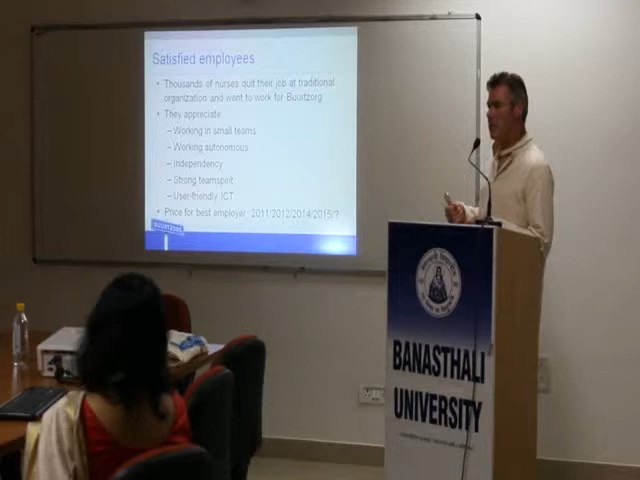 Satisfied employees
• Thousands of nurses quit their job at traditional
organization and went to work for Buurtzorg
• They appreciate:
– Working in small teams
– Working autonomous
– Independency
– Strong teamspirit
– User-friendly ICT
• Price for best employer, 2011/2012/2014/2015/?
BUURTZORG
BANASTHALI
UNIVERSITY